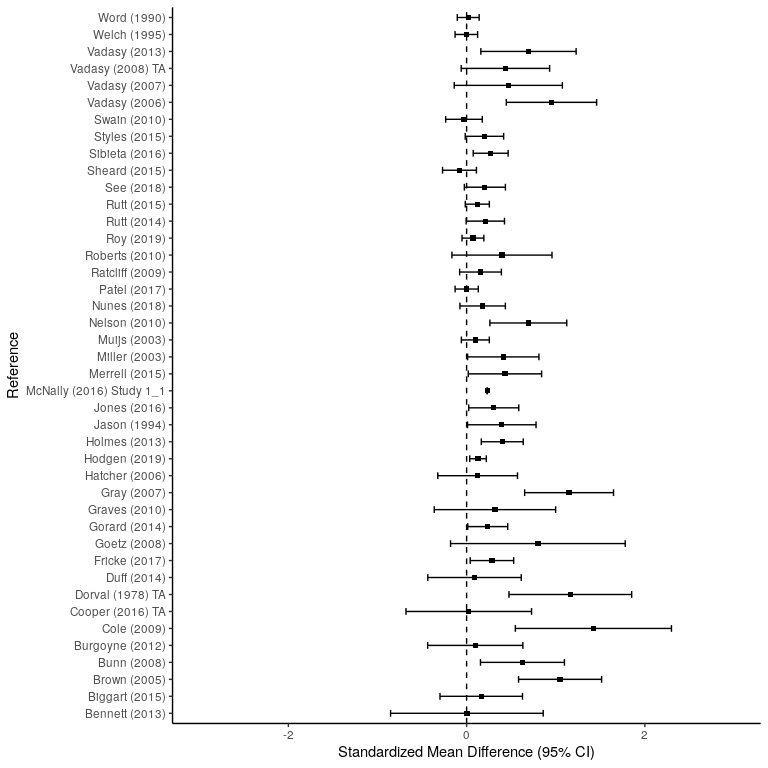 Word (1990)
Welch (1995)
Vadasy (2013)
Vadasy (2008) TA
Vadasy (2007)
Vadasy (2006)
Swain (2010)
Styles (2015)
Sibieta (2016)
Sheard (2015)
See (2018)
Rutt (2015)
Rutt (2014)
Roy (2019)
Roberts (2010)
Ratcliff (2009)
Patel (2017)
Nunes (2018)
Nelson (2010)
Muijs (2003)
Miller (2003)
Merrell (2015)
McNally (2016) Study 1_1
Jones (2016)
Jason (1994)
Holmes (2013)
Hodgen (2019)
Hatcher (2006)
Gray (2007)
Graves (2010)
Gorard (2014)
Goetz (2008)
Fricke (2017)
Duff (2014)
Dorval (1978) TA
Cooper (2016) TA
Cole (2009)
Burgoyne (2012)
Bunn (2008)
Brown (2005)
Biggart (2015)
Bennett (2013)
Reference
-2 0 2
Standardized Mean Difference (95% CI)